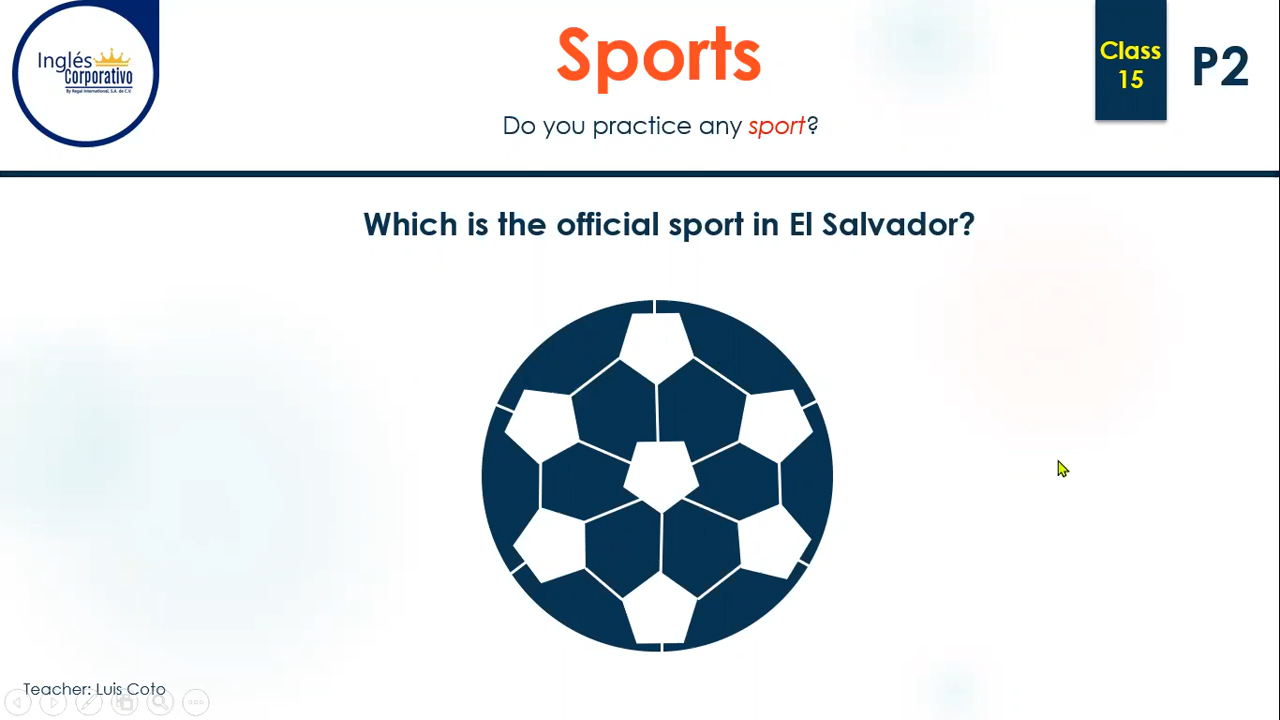 Inglés
Corporativo
By Regal International, S.A. de C.V.
Sports
Do you practice any sport?
Class
15
P2
Which is the official sport in El Salvador?
Teacher: Luis Coto